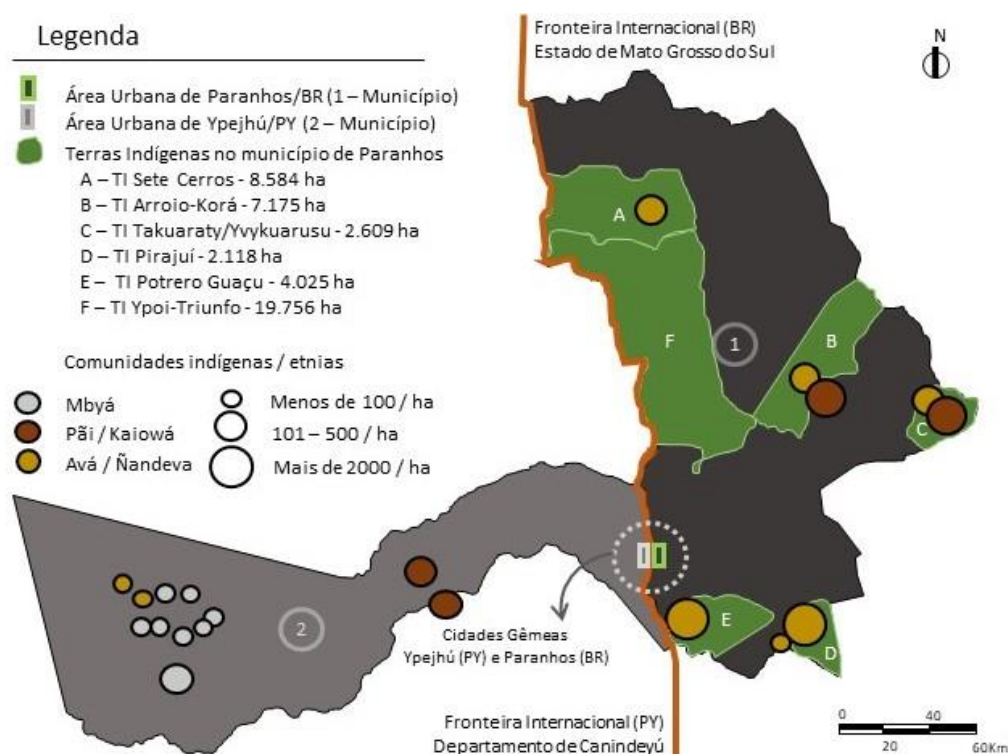 Legenda
Área Urbana de Paranhos/BR (1 – Município)
Área Urbana de Ypejhú/PY (2 – Município)
Terras Indígenas no município de Paranhos
A – TI Sete Cerros - 8.584 ha
B – TI Arroio-Korá - 7.175 ha
C – TI Takuaraty/Yvykuarusu - 2.609 ha
D – TI Pirajuí - 2.118 ha
E – TI Potrero Guaçu - 4.025 ha
F – TI Ypoi-Triunfo - 19.756 ha
Comunidades indígenas / etnias
Mbyá
Pãi / Kaiowá
Avá / Ñandeva
Menos de 100 / ha
101 – 500 / ha
Mais de 2000 / ha
Fronteira Internacional (BR)
Estado de Mato Grosso do Sul
N
A
F
1
B
C
2
E
D
Cidades Gêmeas
Ypejhú (PY) e Paranhos (BR)
Fronteira Internacional (PY)
Departamento de Canindeyú
0 40
20 60Km